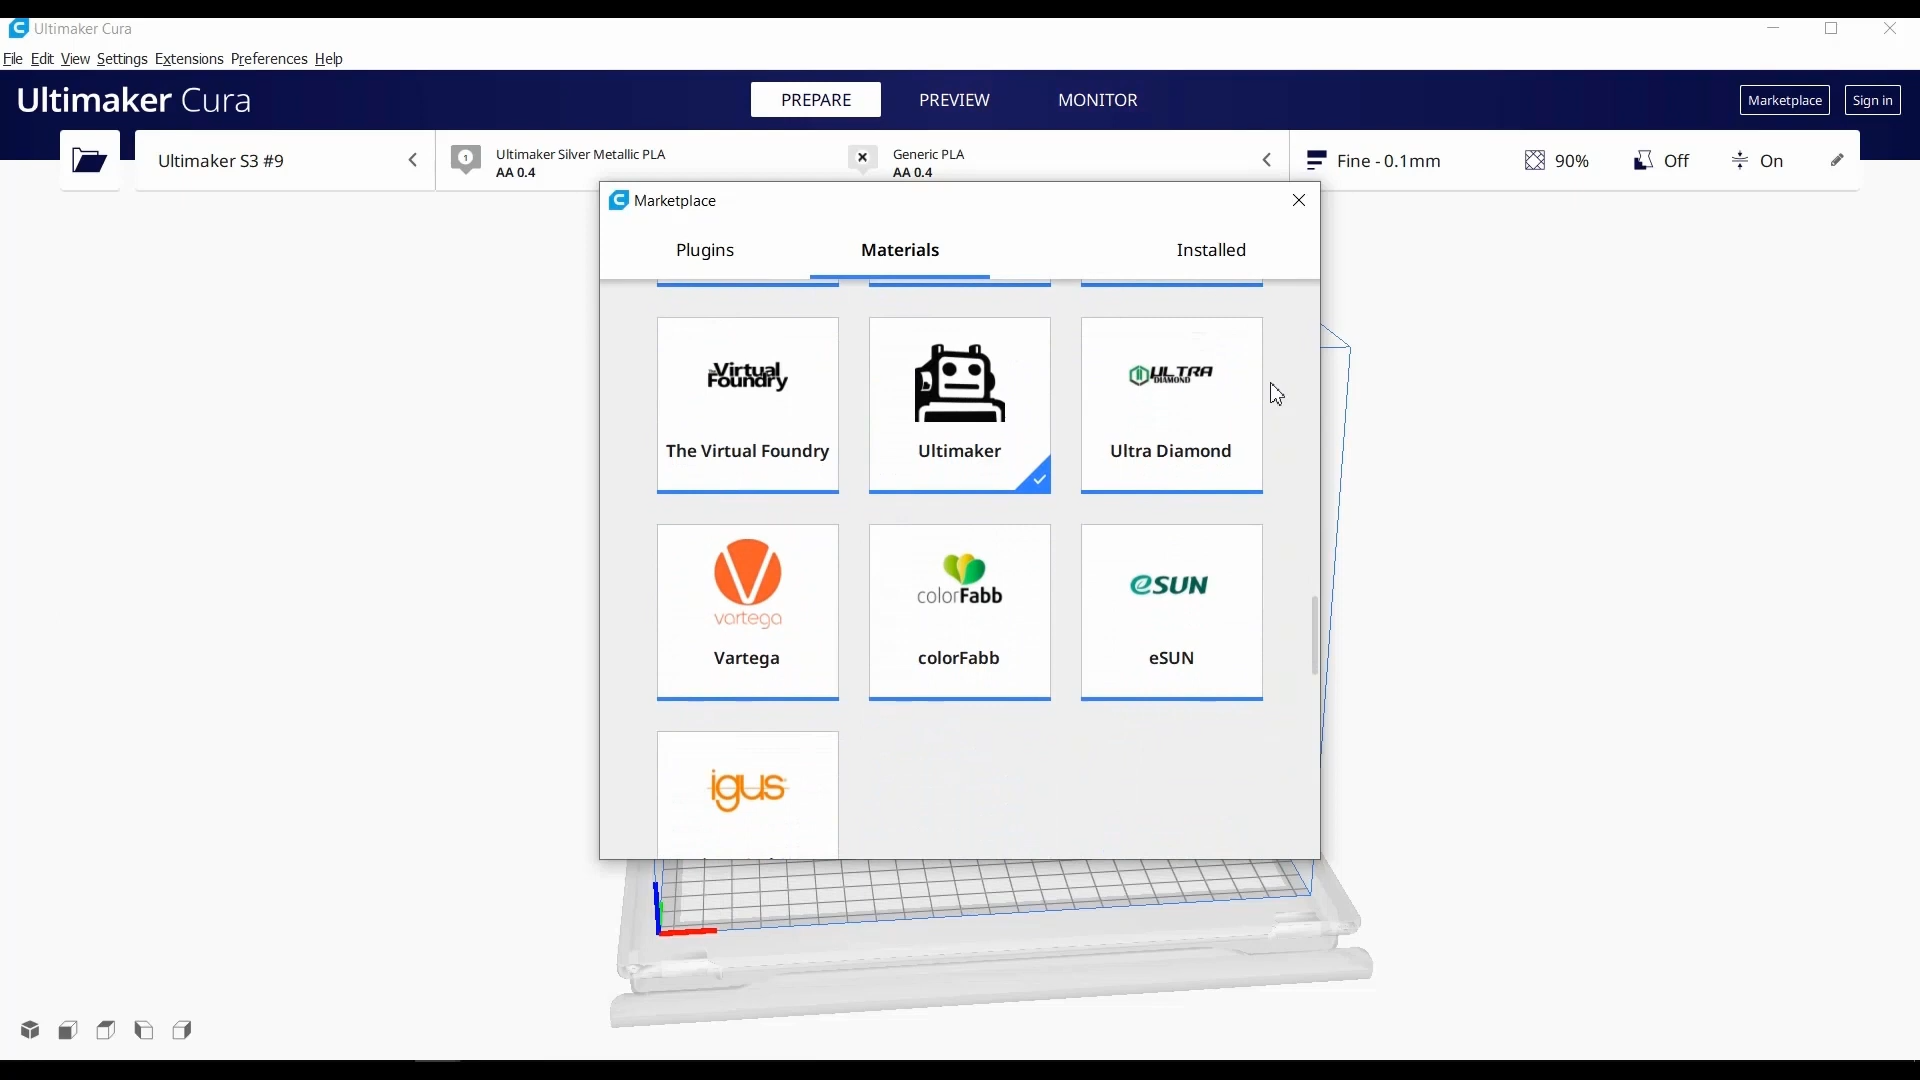 Ultimaker Cura
File Edit View Settings Extensions Preferences Help
Ultimaker Cura
PREPARE
PREVIEW
MONITOR
Marketplace
Sign in
Ultimaker S3 #9
1
Ultimaker Silver Metallic PLA
AA 0.4
Generic PLA
AA 0.4
Fine - 0.1mm
90%
Off
On
Marketplace
Plugins
Materials
Installed
Virtual
Foundry
The Virtual Foundry
Ultimaker
ULTRA
DIAMOND
Ultra Diamond
vartega
Vartega
colorFabb
colorFabb
eSUN
eSUN
igus